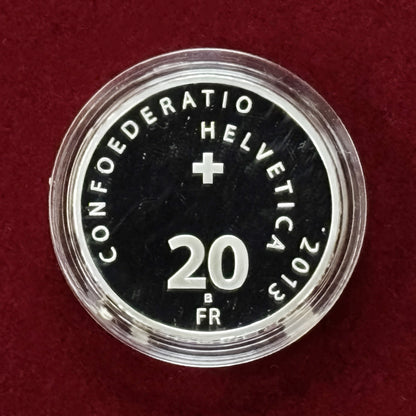 CONFOEDERATIO
HELVETICA 2013
20
B
FR